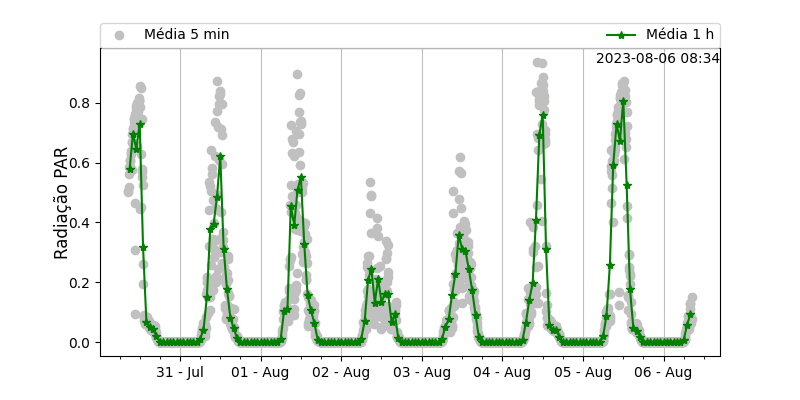 Média 5 min
Média 1 h
2023-08-06 08:34
Radiação PAR
0.8
0.6
0.4
0.2
0.0
31 - Jul
01 - Aug
02 - Aug
03 - Aug
04 - Aug
05 - Aug
06 - Aug